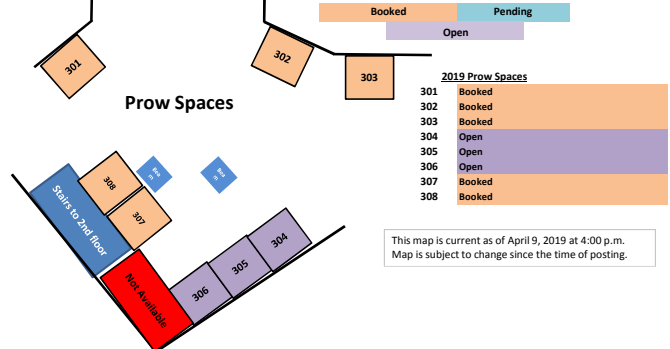 Booked
Pending
Open
301
302
303
Prow Spaces
2019 Prow Spaces
301 Booked
302 Booked
303 Booked
304 Open
305 Open
306 Open
307 Booked
308 Booked
Stairs to 2nd floor
308
307
Bea
m
Bea
m
304
305
306
Not Available
This map is current as of April 9, 2019 at 4:00 p.m.
Map is subject to change since the time of posting.